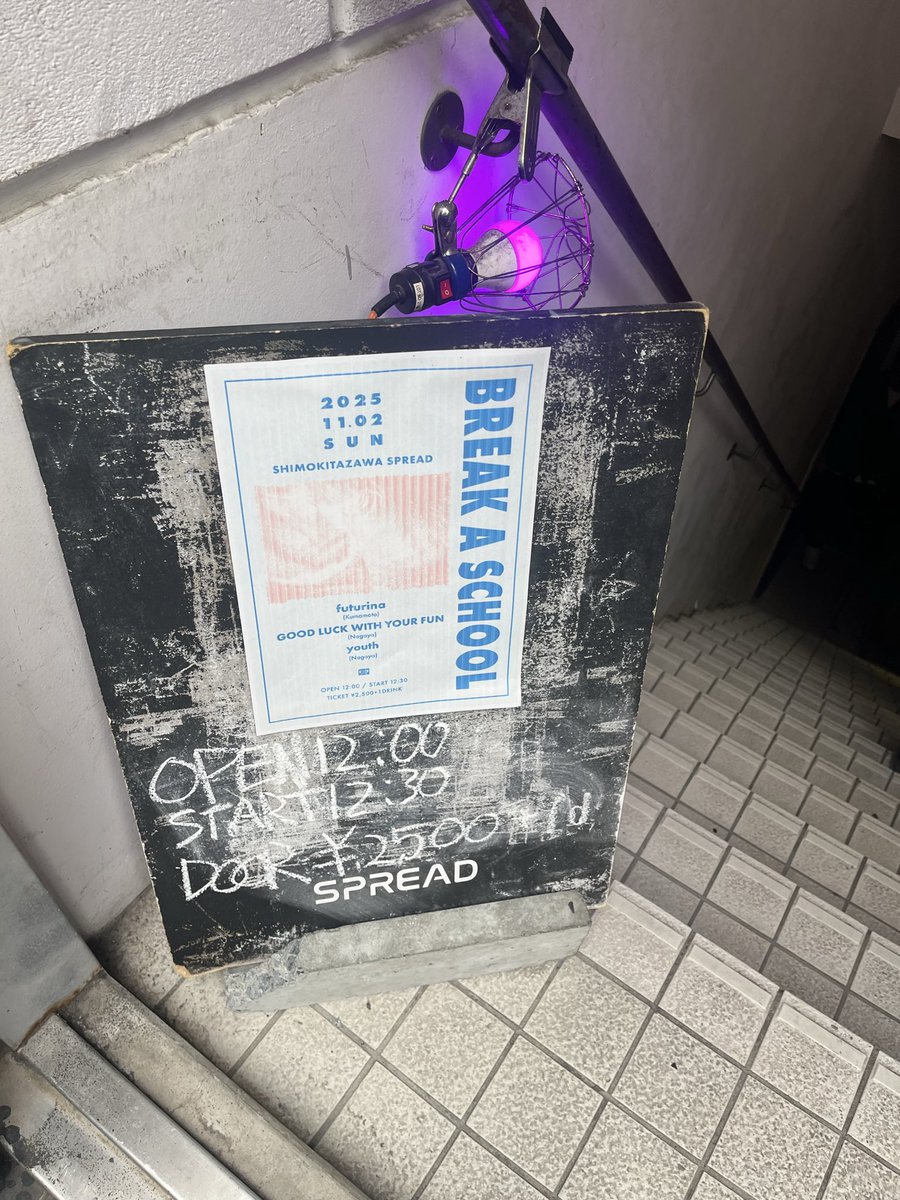 2025
11.02
SUN
SHIMOKITAZAWA SPREAD
BREAK A SCHOOL
futurina
(Kumamoto)
GOOD LUCK WITH YOUR FUN
(Nagoya)
youth
(Nagoya)
OPEN 12:00 / START 12:30
TICKET ¥2,500+1DRINK
OPEN 12:00
START 12:30
DOOR ¥2500
SPREAD